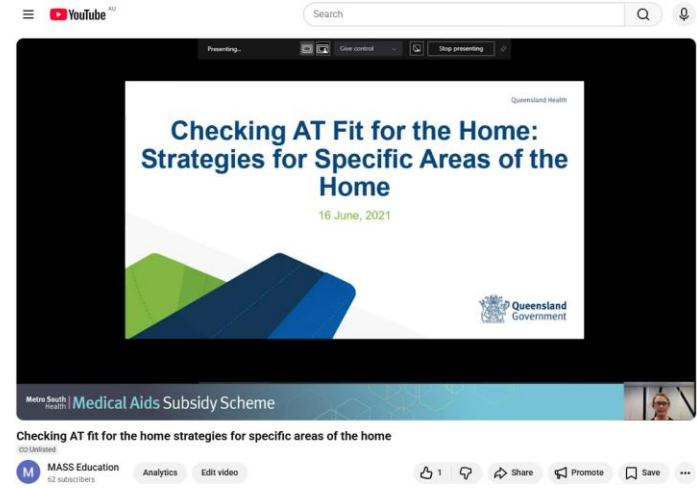 YouTube AU
Search
Presenting...
Give control
Stop presenting
Queensland Health
Checking AT Fit for the Home:
Strategies for Specific Areas of the
Home
16 June, 2021
Queensland
Government
Metro South
Health
Medical Aids Subsidy Scheme
Checking AT fit for the home strategies for specific areas of the home
Unlisted
M
MASS Education
62 subscribers
Analytics
Edit video
1
Share
Promote
Save